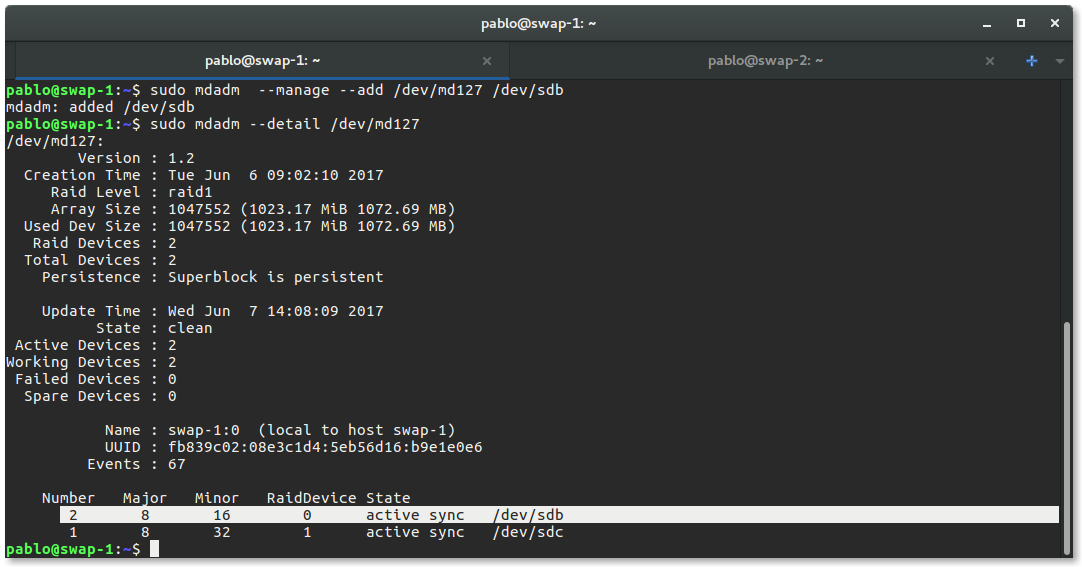 pablo@swap-1: ~
pablo@swap-1: ~
pablo@swap-2: ~
pablo@swap-1:~$ sudo mdadm  --manage --add /dev/md127 /dev/sdb
mdadm: added /dev/sdb
pablo@swap-1:~$ sudo mdadm --detail /dev/md127
/dev/md127:
        Version : 1.2
  Creation Time : Tue Jun  6 09:02:10 2017
     Raid Level : raid1
     Array Size : 1047552 (1023.17 MiB 1072.69 MB)
  Used Dev Size : 1047552 (1023.17 MiB 1072.69 MB)
   Raid Devices : 2
  Total Devices : 2
    Persistence : Superblock is persistent

    Update Time : Wed Jun  7 14:08:09 2017
          State : clean
 Active Devices : 2
Working Devices : 2
 Failed Devices : 0
  Spare Devices : 0

           Name : swap-1:0  (local to host swap-1)
           UUID : fb839c02:08e3c1d4:5eb56d16:b9e1e0e6
         Events : 67

    Number   Major   Minor   RaidDevice State
       2       8       16        0      active sync   /dev/sdb
       1       8       32        1      active sync   /dev/sdc
pablo@swap-1:~$